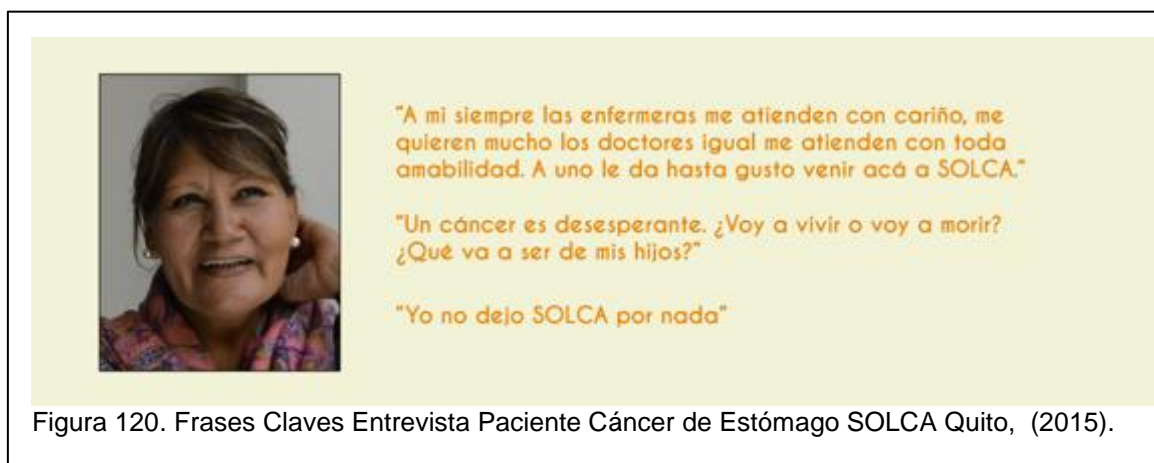 "A mi siempre las enfermeras me atienden con cariño, me
quieren mucho los doctores igual me atienden con toda
amabilidad. A uno le da hasta gusto venir acá a SOLCA."
"Un cáncer es desesperante. ¿Voy a vivir o voy a morir?
¿Qué va a ser de mis hijos?"
"Yo no dejo SOLCA por nada"
Figura 120. Frases Claves Entrevista Paciente Cáncer de Estómago SOLCA Quito, (2015).